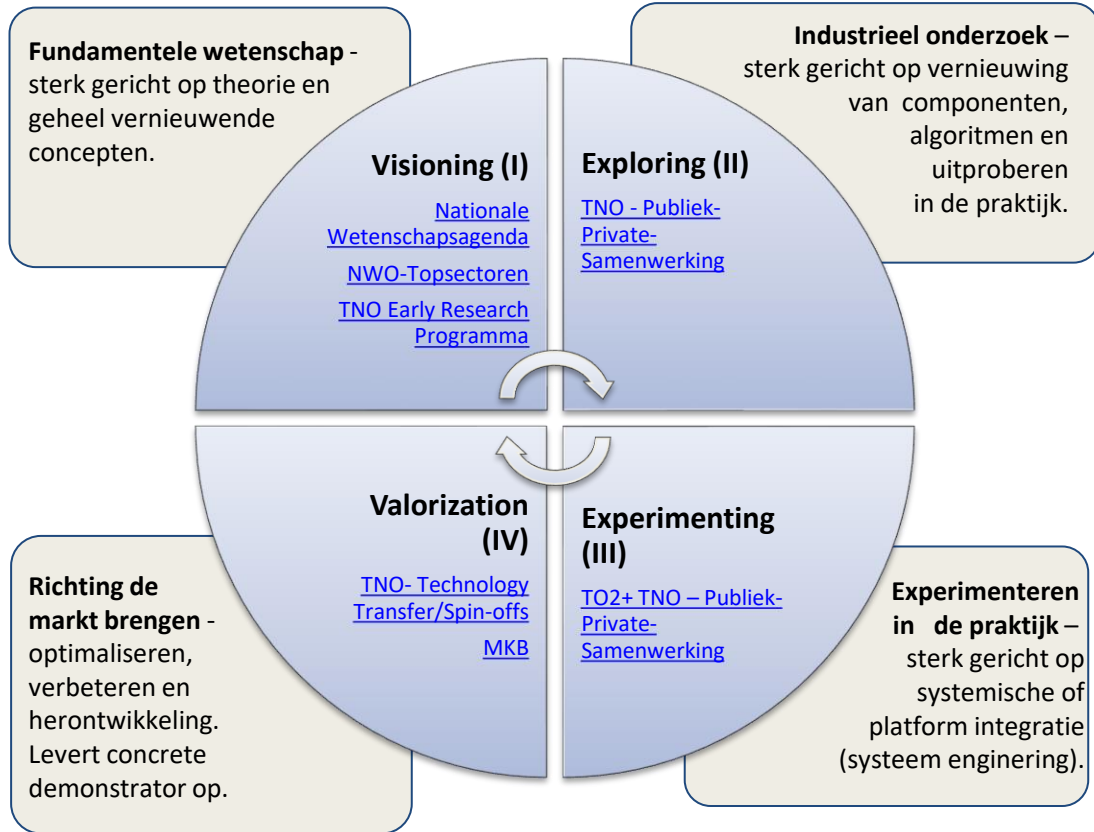 Fundamentele wetenschap -
sterk gericht op theorie en
geheel vernieuwende
concepten.
Industrieel onderzoek –
sterk gericht op vernieuwing
van componenten,
algoritmen en
uitproberen
in de praktijk.
Visioning (I)
Nationale
Wetenschapsagenda
NWO-Topsectoren
TNO Early Research
Programma
Exploring (II)
TNO - Publiek-
Private-
Samenwerking
Valorization
(IV)
TNO- Technology
Transfer/Spin-offs
MKB
Experimenting
(III)
TO2+ TNO – Publiek-
Private-
Samenwerking
Richting de
markt brengen -
optimaliseren,
verbeteren en
herontwikkeling.
Levert concrete
demonstrator op.
Experimenteren
in de praktijk –
sterk gericht op
systemische of
platform integratie
(systeem enginering).